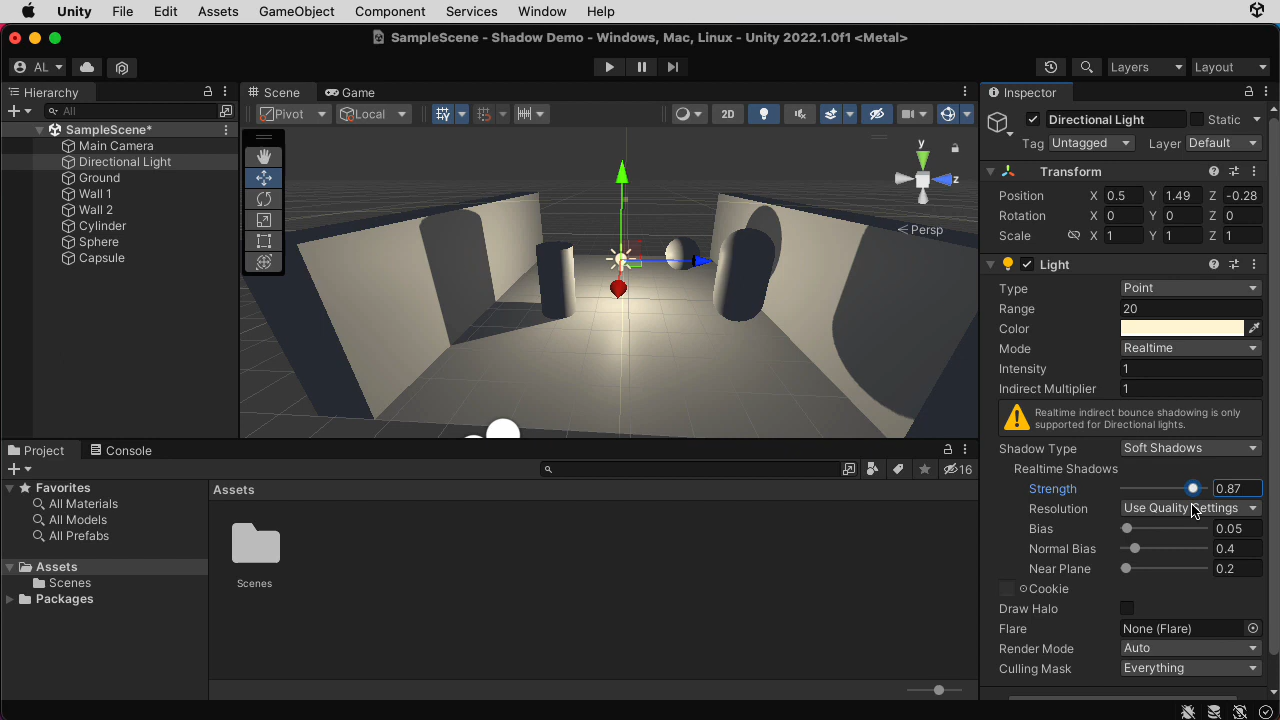 Unity File Edit Assets GameObject Component Services Window Help
SampleScene - Shadow Demo - Windows, Mac, Linux - Unity 2022.1.0f1 <Metal>
AL
Layers
Layout
Hierarchy
All
SampleScene*
Main Camera
Directional Light
Ground
Wall 1
Wall 2
Cylinder
Sphere
Capsule
Scene
Game
Pivot
Local
2D
y
z
Persp
Inspector
Directional Light
Static
Tag Untagged
Layer Default
Transform
Position X 0.5 Y 1.49 Z -0.28
Rotation X 0 Y 0 Z 0
Scale X 1 Y 1 Z 1
Light
Type Point
Range 20
Color
Mode Realtime
Intensity 1
Indirect Multiplier 1
Realtime indirect bounce shadowing is only
supported for Directional lights.
Shadow Type Soft Shadows
Realtime Shadows
Strength 0.87
Resolution Use Quality Settings
Bias 0.05
Normal Bias 0.4
Near Plane 0.2
Cookie
Draw Halo
Flare None (Flare)
Render Mode Auto
Culling Mask Everything
Project
Console
16
Favorites
All Materials
All Models
All Prefabs
Assets
Scenes
Packages
Assets
Scenes